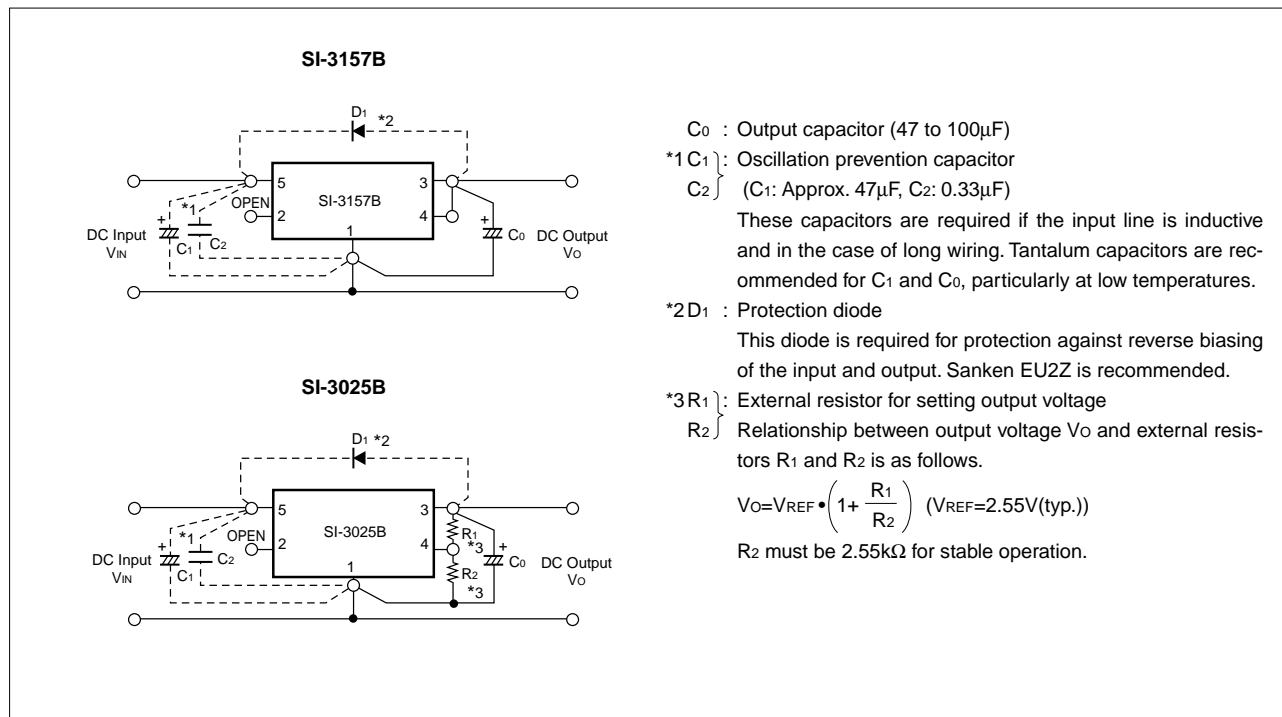 SI-3157B
D1 *2
5
3
SI-3157B
OPEN
2
4
*1
1
+
+
DC Input
VIN
C1
C2
C0
DC Output
VO
SI-3025B
D1 *2
5
3
SI-3025B
R1
*3
OPEN
2
4
*1
1
+
+
DC Input
VIN
C1
C2
R2
*3
C0
DC Output
VO
C0 : Output capacitor (47 to 100µF)
*1 C1 : Oscillation prevention capacitor
C2 (C1: Approx. 47µF, C2: 0.33µF)
These capacitors are required if the input line is inductive
and in the case of long wiring. Tantalum capacitors are rec-
ommended for C1 and C0, particularly at low temperatures.
*2 D1 : Protection diode
This diode is required for protection against reverse biasing
of the input and output. Sanken EU2Z is recommended.
*3 R1 : External resistor for setting output voltage
R2 Relationship between output voltage VO and external resis-
tors R1 and R2 is as follows.
VO=VREF•(1+ R1/R2) (VREF=2.55V(typ.))
R2 must be 2.55kΩ for stable operation.